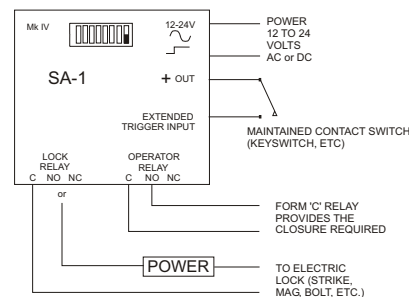 Mk IV
12-24V
SA-1
+ OUT
EXTENDED
TRIGGER INPUT
LOCK
RELAY
C NO NC
OPERATOR
RELAY
C NO NC
or
POWER
12 TO 24
VOLTS
AC or DC
MAINTAINED CONTACT SWITCH
(KEYSWITCH, ETC)
FORM 'C' RELAY
PROVIDES THE
CLOSURE REQUIRED
POWER
TO ELECTRIC
LOCK (STRIKE,
MAG, BOLT, ETC.)